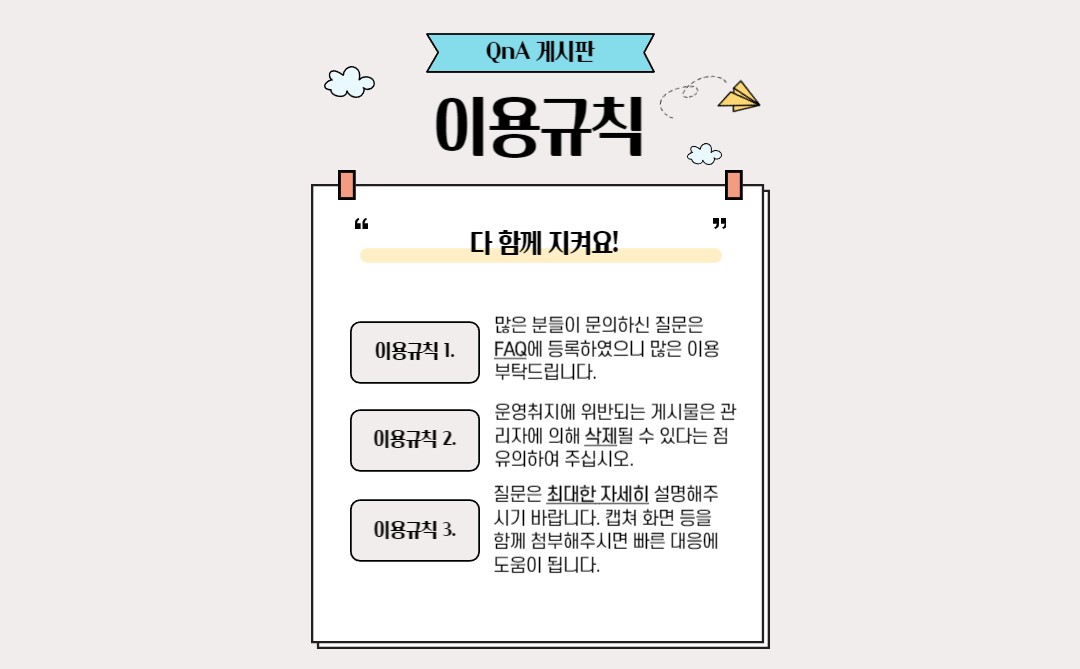 QnA 게시판
이용규칙
“ ”
다 함께 지켜요!
이용규칙 1.
많은 분들이 문의하신 질문은
FAQ에 등록하였으니 많은 이용
부탁드립니다.
이용규칙 2.
운영취지에 위반되는 게시물은 관
리자에 의해 삭제될 수 있다는 점
유의하여 주십시오.
이용규칙 3.
질문은 최대한 자세히 설명해주
시기 바랍니다. 캡쳐 화면 등을
함께 첨부해주시면 빠른 대응에
도움이 됩니다.